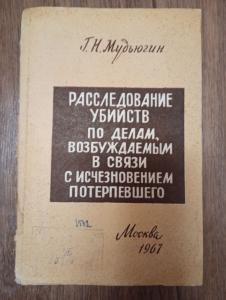 Г.Н.Мудьюгин
РАССЛЕДОВАНИЕ
УБИЙСТВ
ПО ДЕЛАМ,
ВОЗБУЖДАЕМЫМ
В СВЯЗИ
С ИСЧЕЗНОВЕНИЕМ
ПОТЕРПЕВШЕГО
Москва
1967